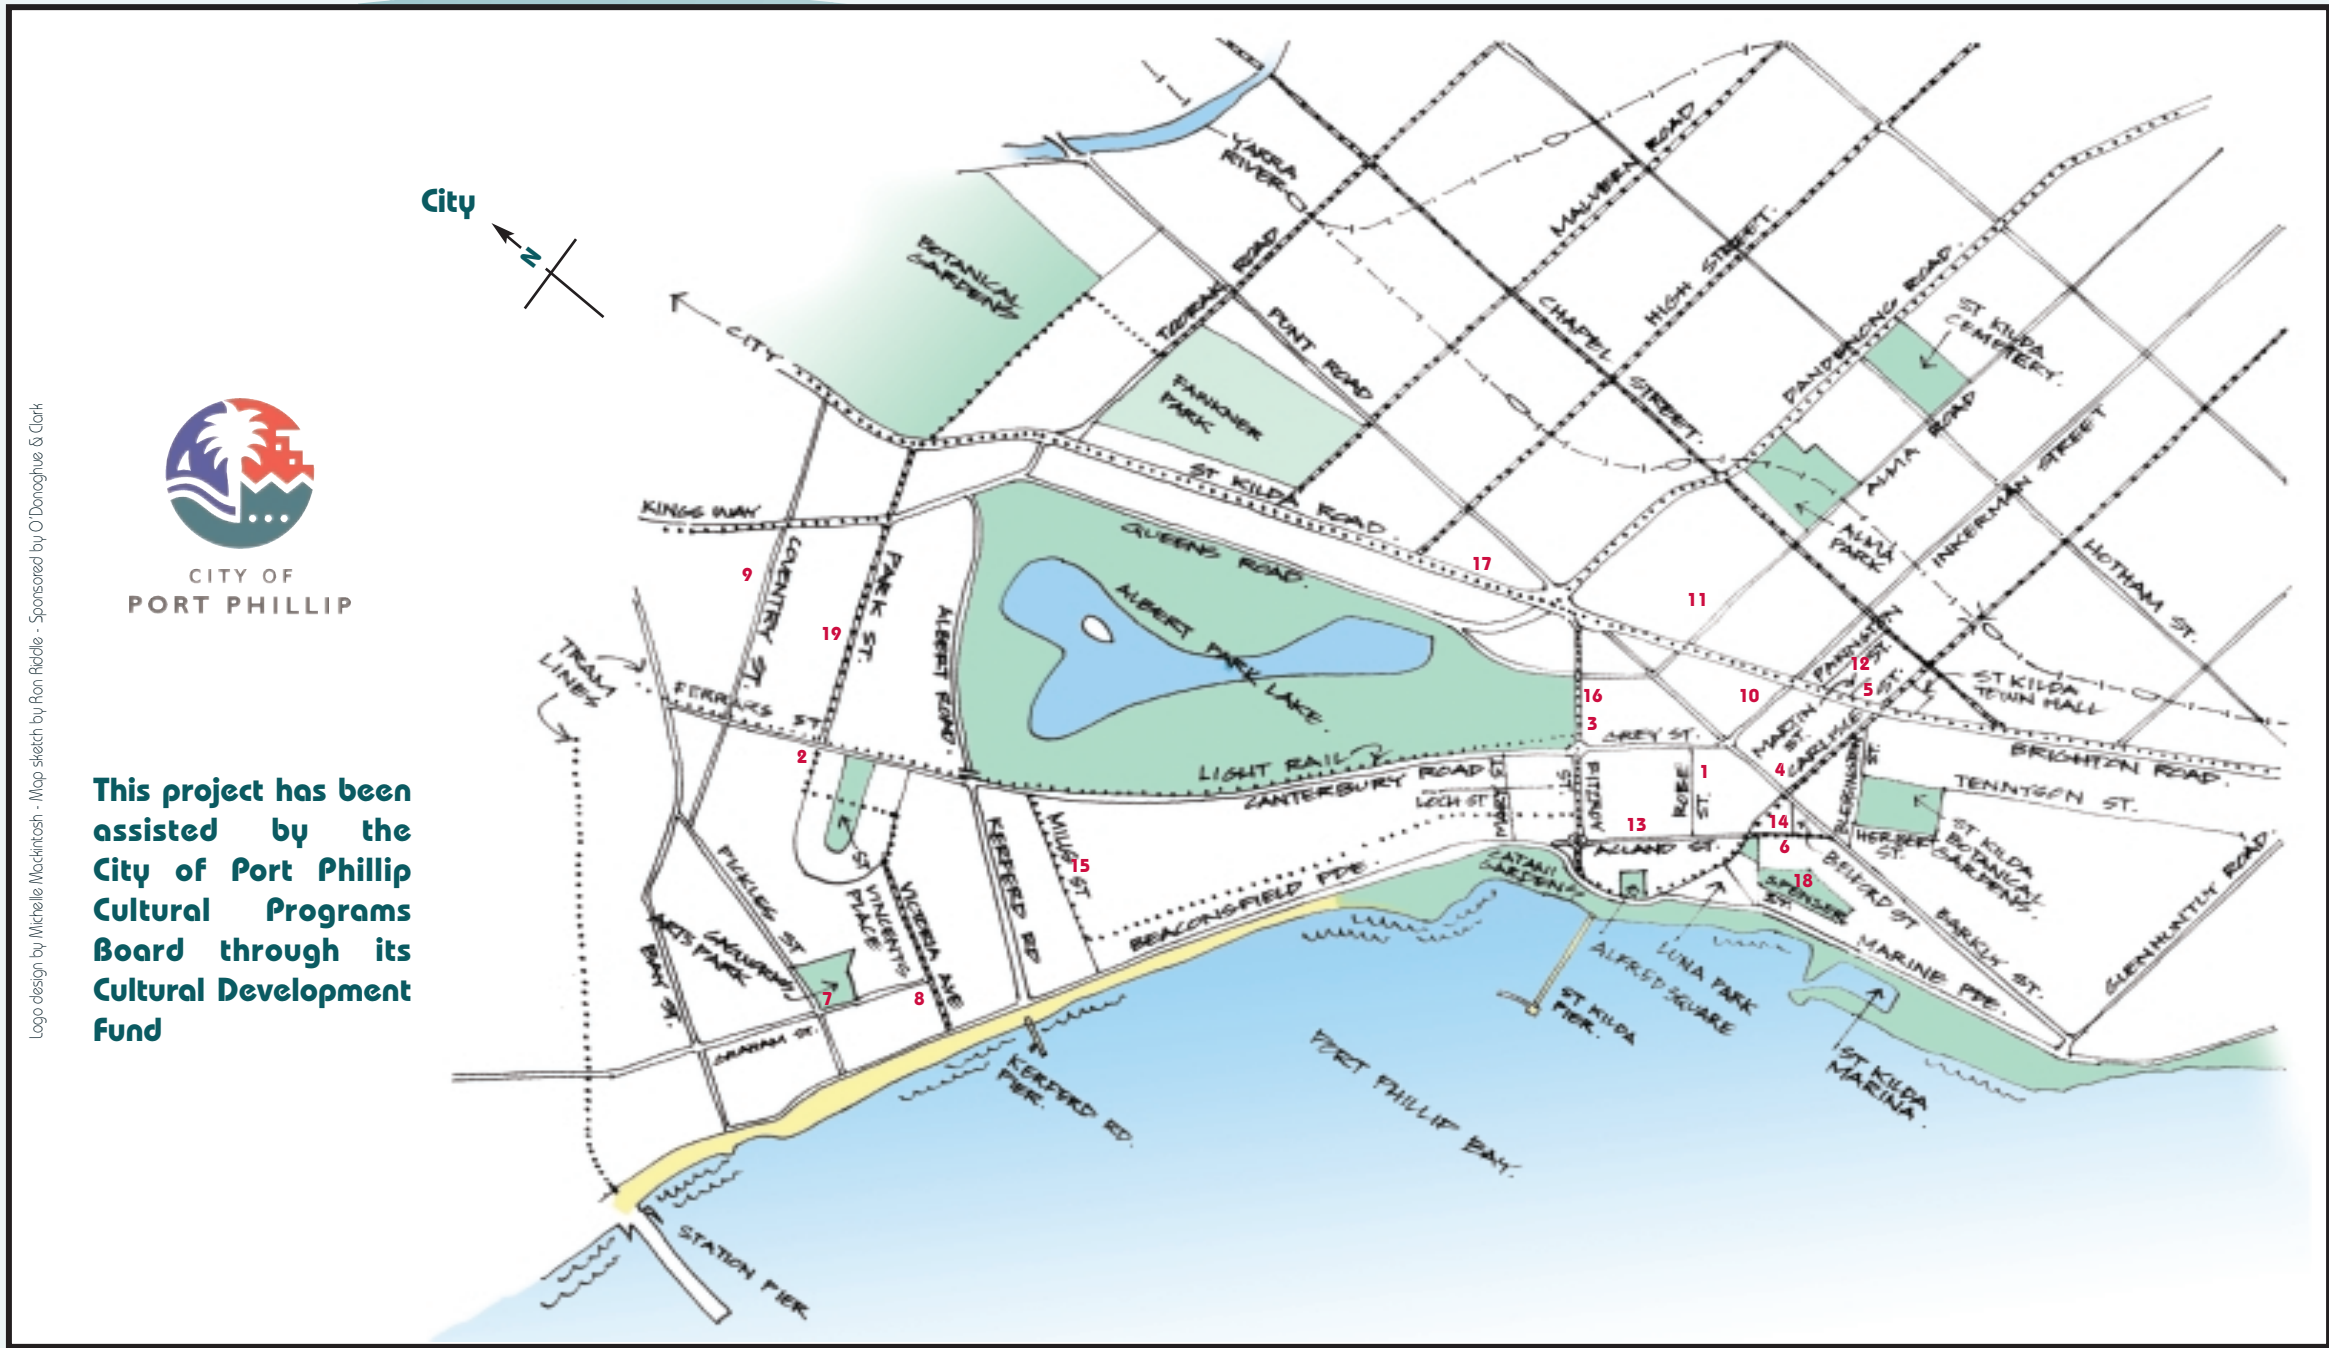 City
N
CITY
Logo design by Michelle Mackintosh - Map sketch by Ron Riddle - Sponsored by O'Donoghue & Clark
CITY OF
PORT PHILLIP
This project has been
assisted by the
City of Port Phillip
Cultural Programs
Board through its
Cultural Development
Fund
YARRA
RIVER
BOTANICAL
GARDENS
TOORAK ROAD
PUNT ROAD
MALVERN ROAD
HIGH STREET.
CHAPEL STREET.
DANDENONG ROAD.
ST KILDA
CEMETERY.
FAWKNER
PARK
ST KILDA ROAD.
ALMA ROAD
ALMA
PARK
INKERMAN STREET
HOTHAM ST.
KINGS WAY
COVENTRY ST.
PARK ST.
ALBERT ROAD.
QUEENS ROAD.
ALBERT PARK LAKE.
9
19
17
11
12
5
10
16
3
TRAM
LINES
FERRARS ST.
2
LIGHT RAIL
CANTERBURY ROAD
GREY ST.
ST KILDA
TOWN HALL
BRIGHTON ROAD.
TENNYSON ST.
CARLISLE
ST.
1
4
13
14
6
18
15
7
8
LOCH ST
MARY
ST
FITZROY
ST
ROBE
ST.
ACLAND ST.
HERBERT
ST.
ST KILDA
BOTANICAL
GARDENS.
PICKLES ST
ST VINCENTS
PLACE
VICTORIA AVE
KERFERD RD
MILLS ST
BEACONSFIELD PDE.
CATANI
GARDENS
SPENSER
ST
BELFORD ST
BARKLY ST.
MARINE PDE.
GLENHUNTLY ROAD
ARTS PARK
BAY ST.
GRAHAM ST.
KERFERD RD.
PIER.
ST KILDA
PIER.
ALFRED SQUARE
LUNA PARK
ST KILDA
MARINA.
PORT PHILLIP BAY.
STATION PIER